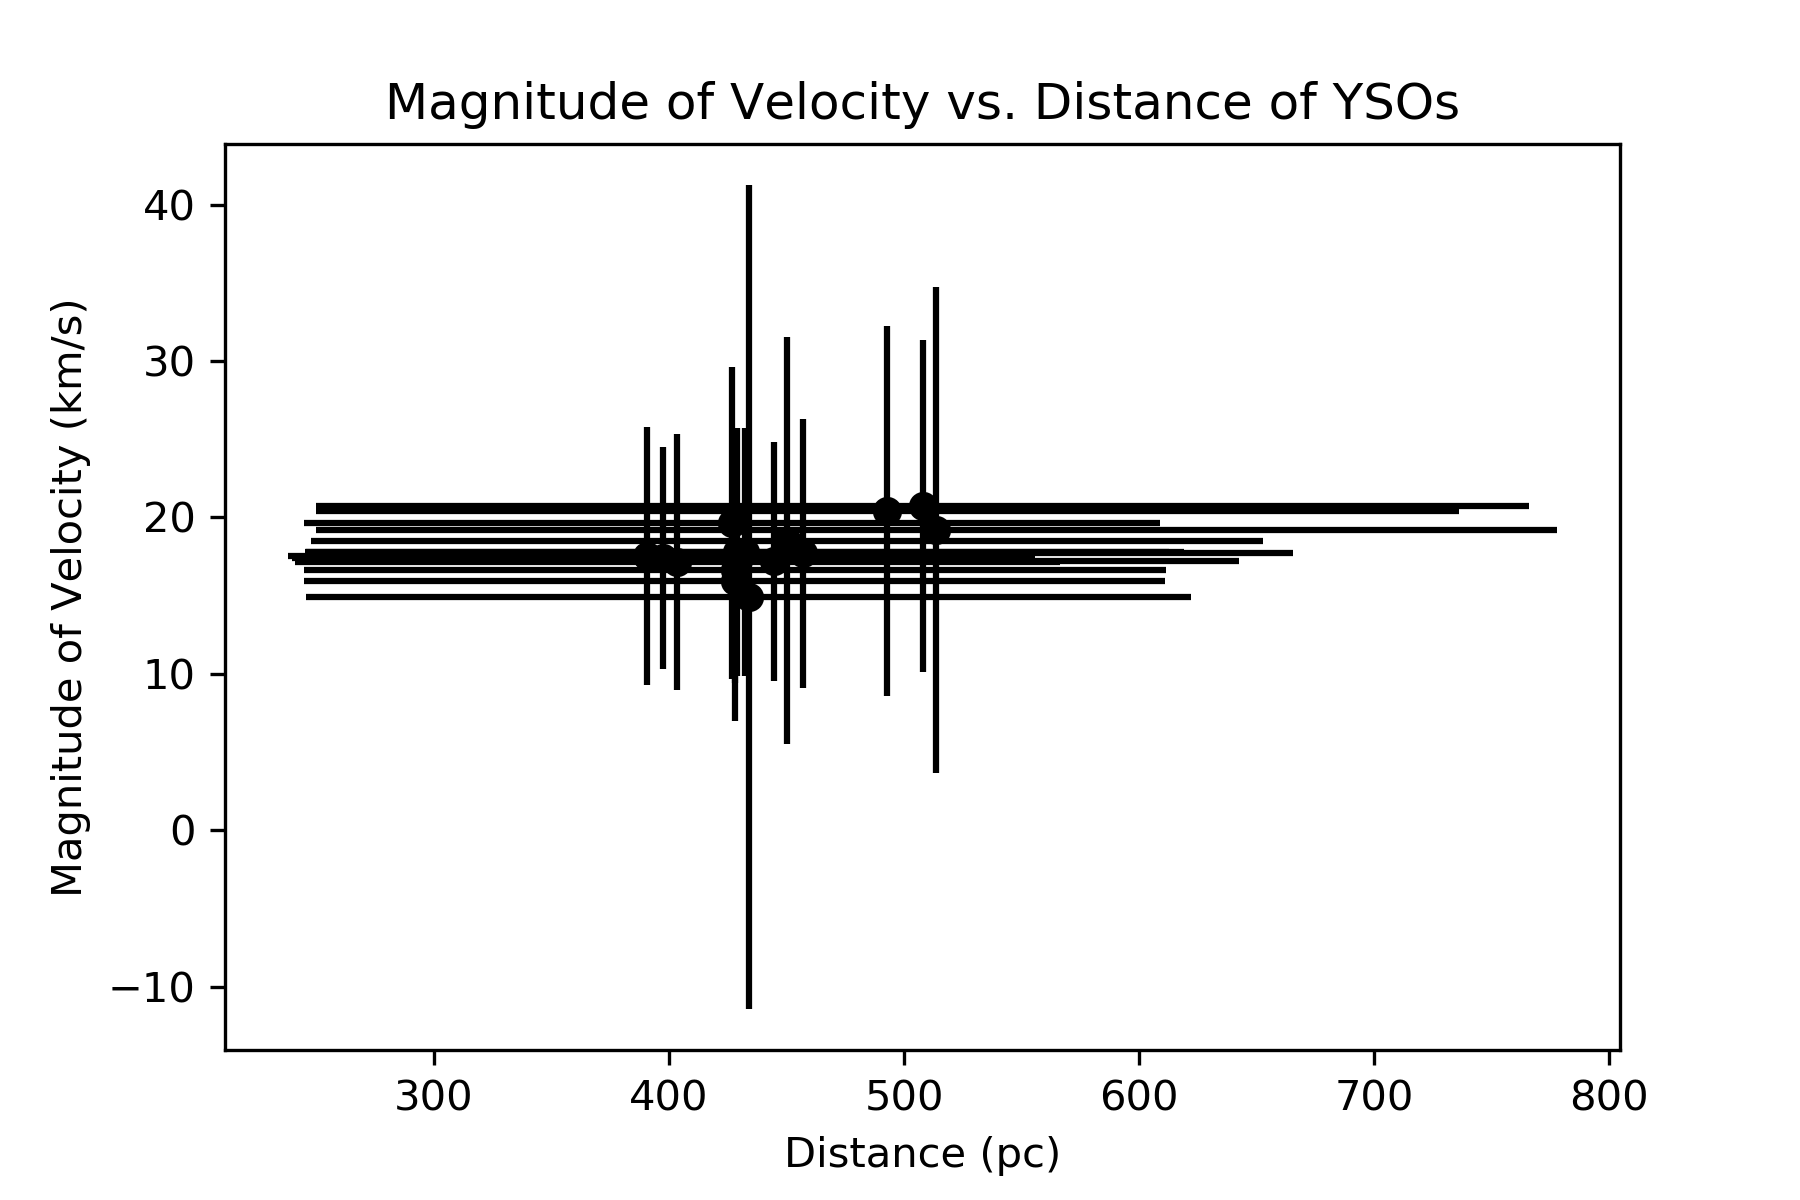 Magnitude of Velocity vs. Distance of YSOs
Magnitude of Velocity (km/s)
40
30
20
10
0
−10
300 400 500 600 700 800
Distance (pc)